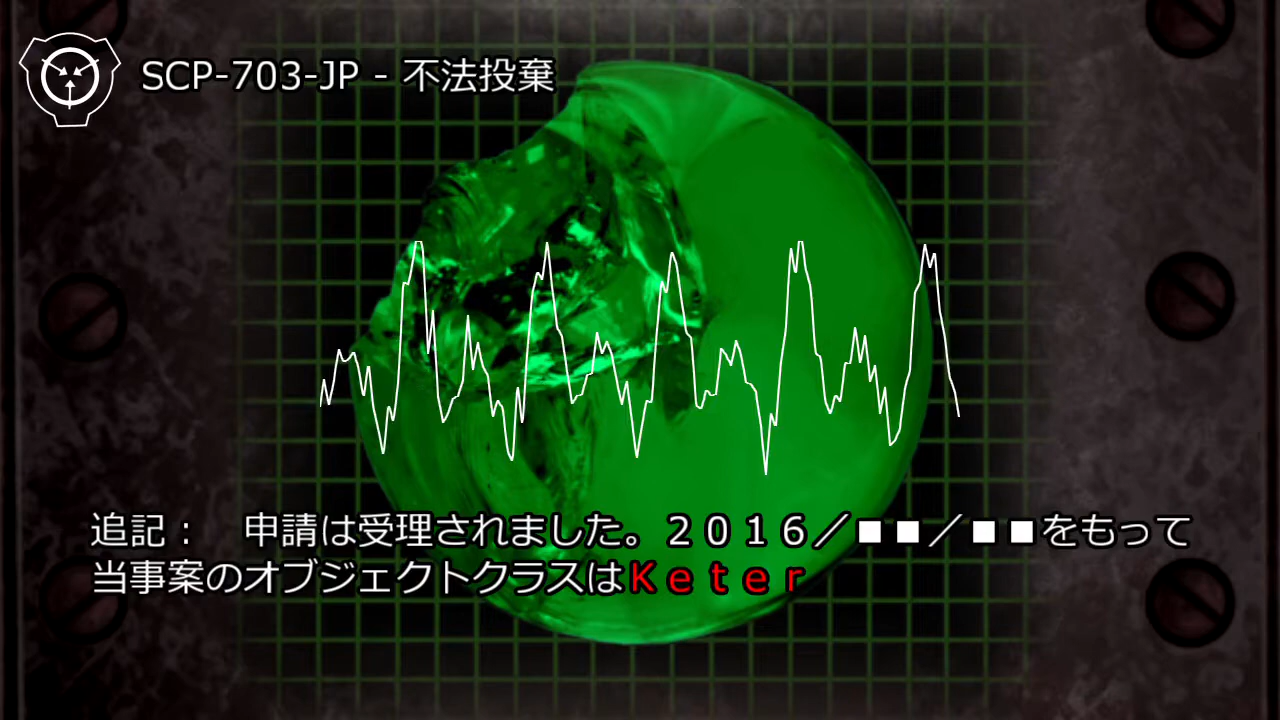 SCP-703-JP - 不法投棄
追記：　申請は受理されました。２０１６／■■／■■をもって
当事案のオブジェクトクラスはＫｅｔｅｒ